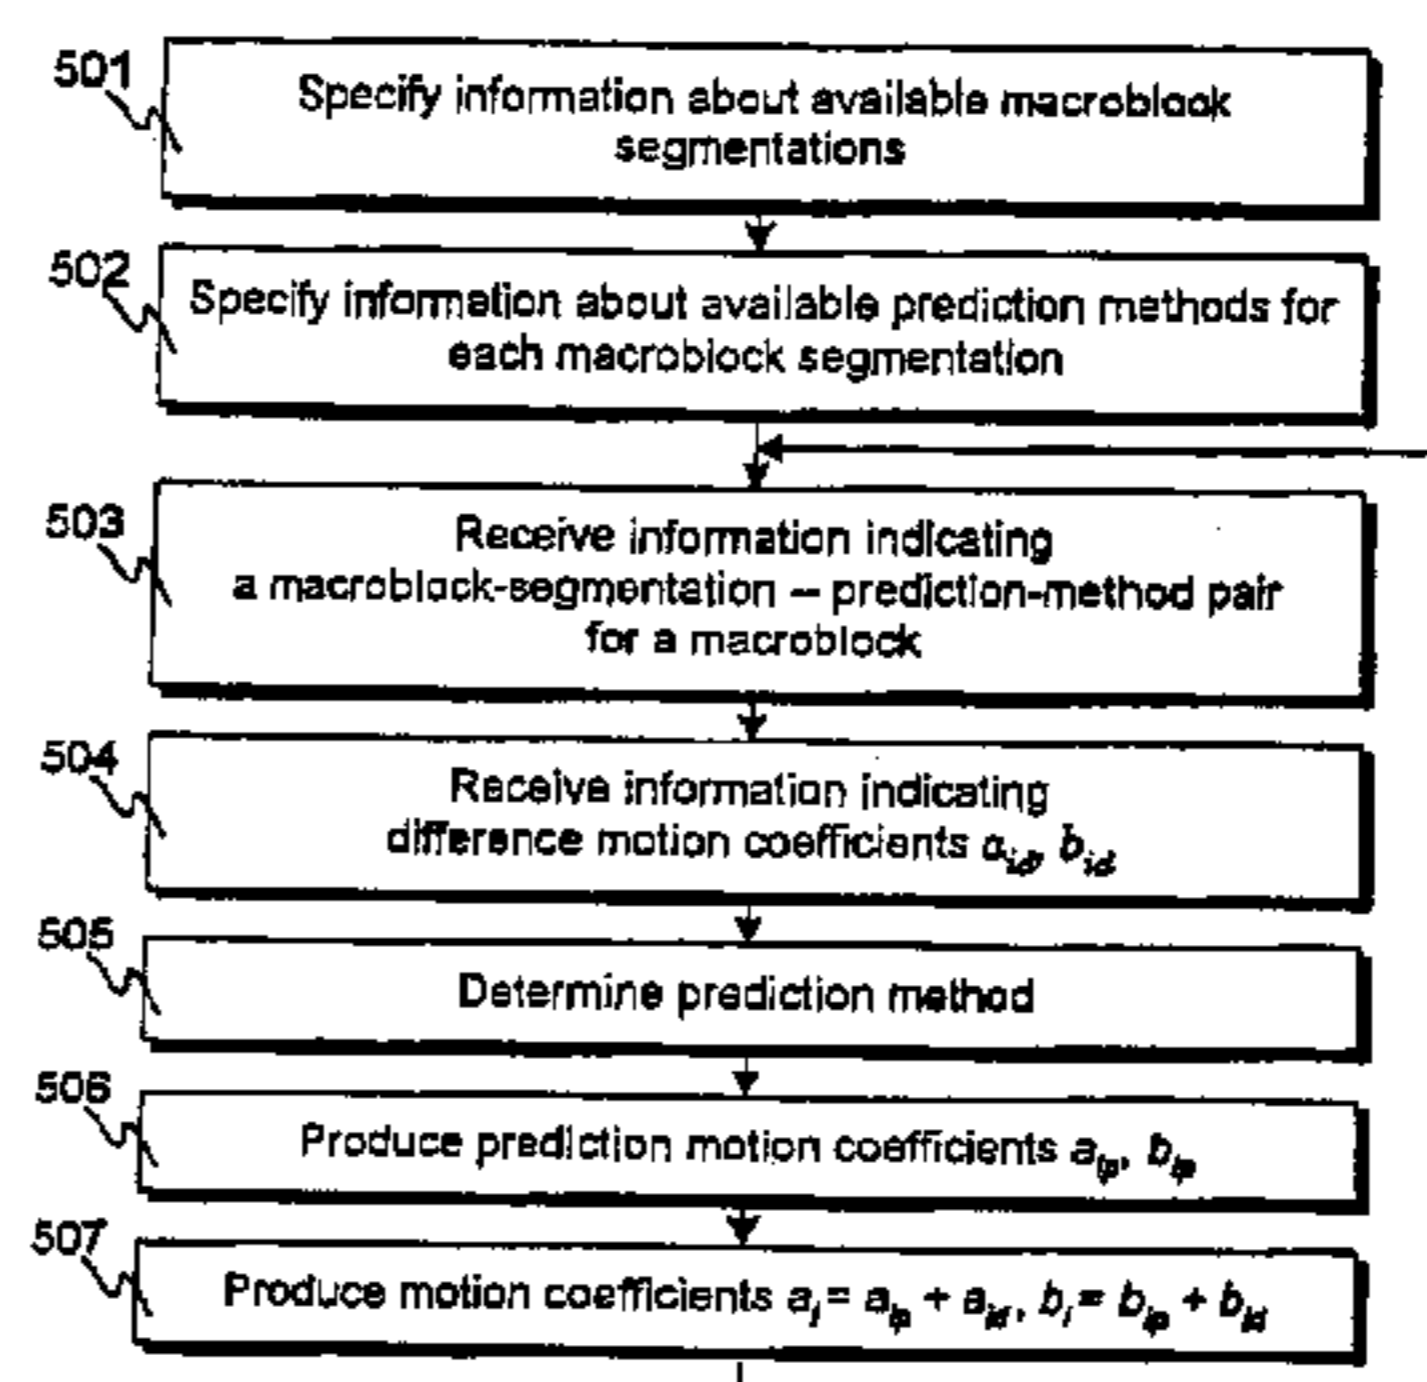 501
Specify information about available macroblock
segmentations
502
Specify information about available prediction methods for
each macroblock segmentation
503
Receive information indicating
a macroblock-segmentation – prediction-method pair
for a macroblock
504
Receive information indicating
difference motion coefficients a_id, b_id
505
Determine prediction method
506
Produce prediction motion coefficients a_ip, b_ip
507
Produce motion coefficients a_i = a_ip + a_id, b_i = b_ip + b_id